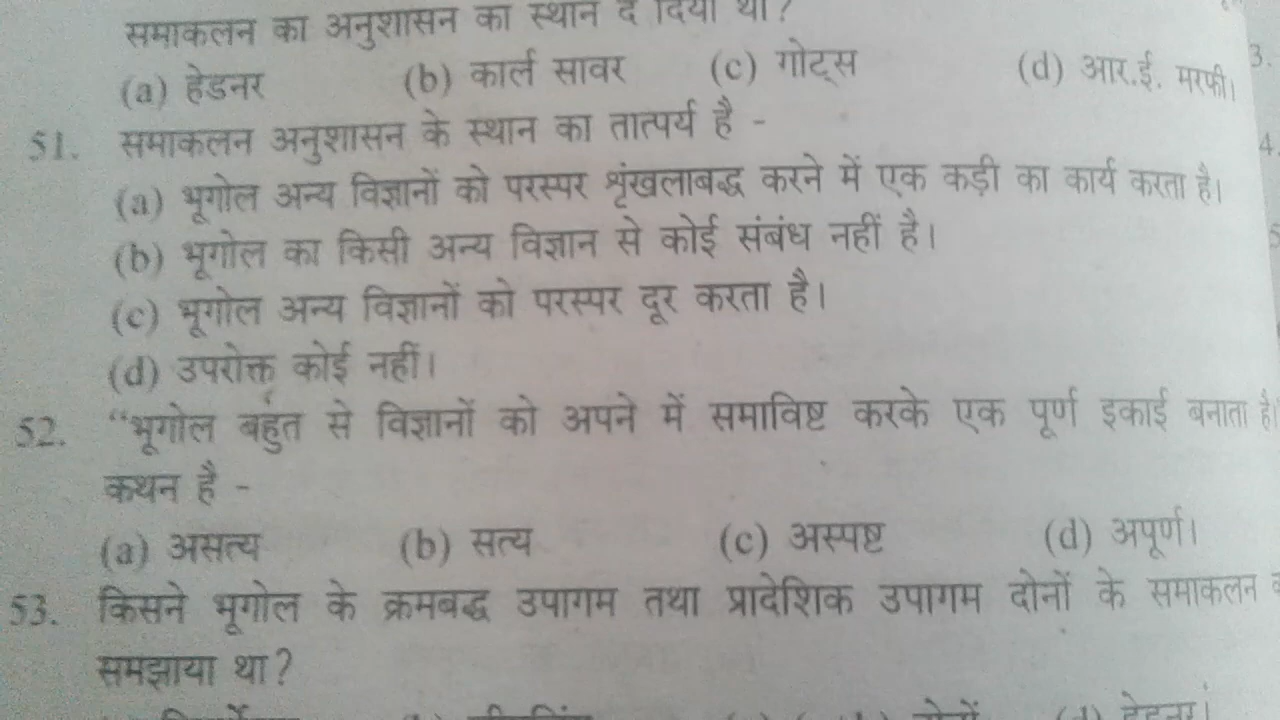 समाकलन का अनुशासन का स्थान दे दिया था?
(a) हेडनर (b) कार्ल सावर (c) गोट्स (d) आर.ई. मरफी। 3.
51. समाकलन अनुशासन के स्थान का तात्पर्य है - 4.
(a) भूगोल अन्य विज्ञानों को परस्पर शृंखलाबद्ध करने में एक कड़ी का कार्य करता है।
(b) भूगोल का किसी अन्य विज्ञान से कोई संबंध नहीं है।
(c) भूगोल अन्य विज्ञानों को परस्पर दूर करता है।
(d) उपरोक्त कोई नहीं।
52. “भूगोल बहुत से विज्ञानों को अपने में समाविष्ट करके एक पूर्ण इकाई बनाता है।
कथन है -
(a) असत्य (b) सत्य (c) अस्पष्ट (d) अपूर्ण।
53. किसने भूगोल के क्रमबद्ध उपागम तथा प्रादेशिक उपागम दोनों के समाकलन
समझाया था?